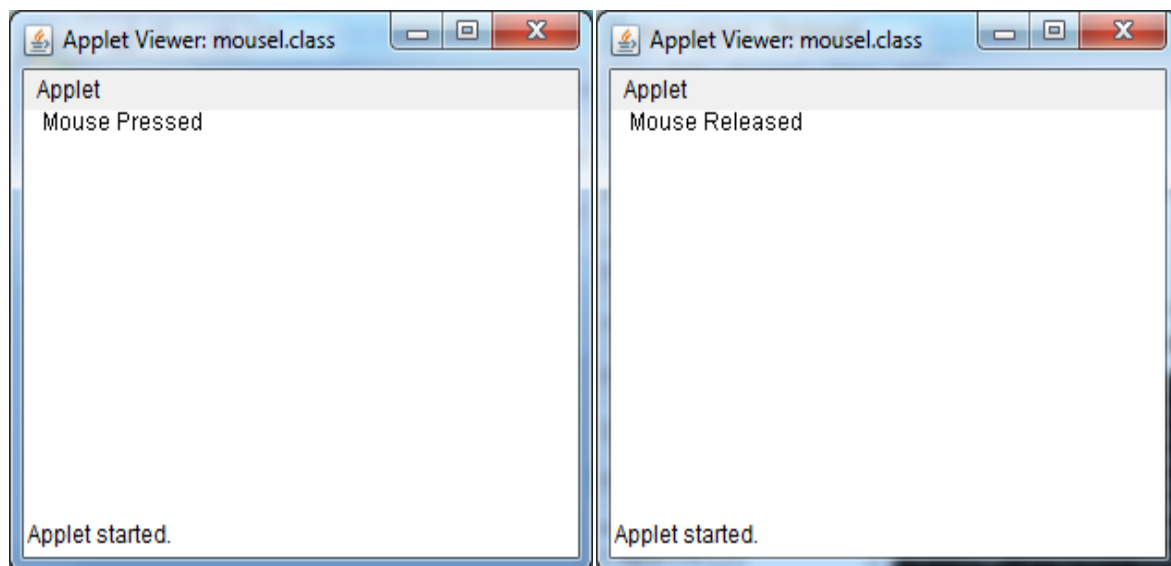 Applet Viewer: mousel.class
Applet
Mouse Pressed
Applet started.
Applet Viewer: mousel.class
Applet
Mouse Released
Applet started.